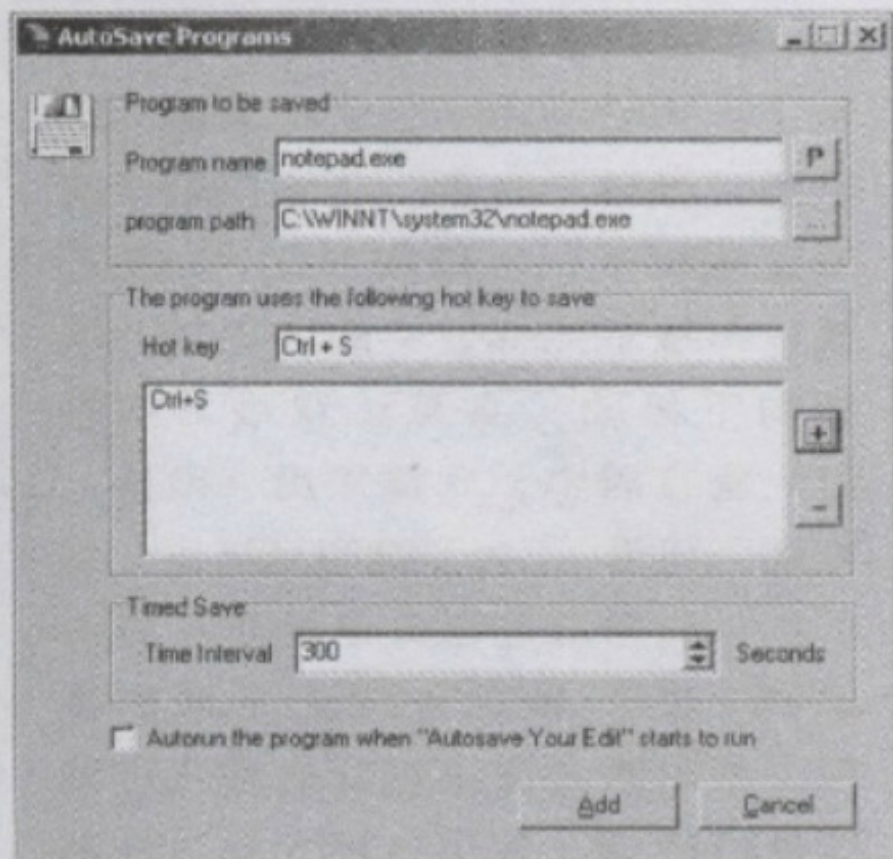 AutoSave Programs
Program to be saved
Program name notepad.exe P
program path C:\WINNT\system32\notepad.exe ...
The program uses the following hot key to save
Hot key Ctrl + S
Ctrl+S
+
-
Timed Save
Time Interval 300 Seconds
Autorun the program when "Autosave Your Edit" starts to run
Add Cancel